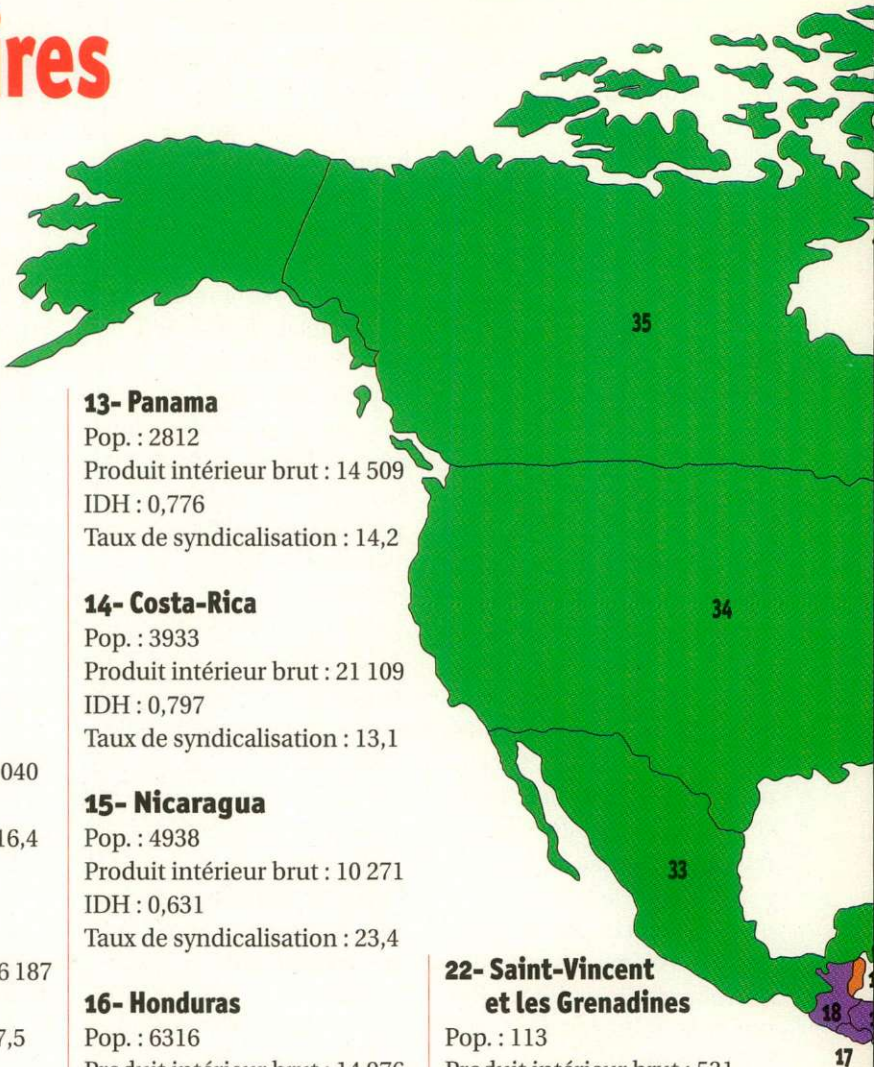 res
13- Panama
Pop. : 2812
Produit intérieur brut : 14 509
IDH : 0,776
Taux de syndicalisation : 14,2
14- Costa-Rica
Pop. : 3933
Produit intérieur brut : 21 109
IDH : 0,797
Taux de syndicalisation : 13,1
15- Nicaragua
Pop. : 4938
Produit intérieur brut : 10 271
IDH : 0,631
Taux de syndicalisation : 23,4
16- Honduras
Pop. : 6316
040
16,4
6 187
7,5
22- Saint-Vincent
et les Grenadines
Pop. : 113
35
34
33
18
17